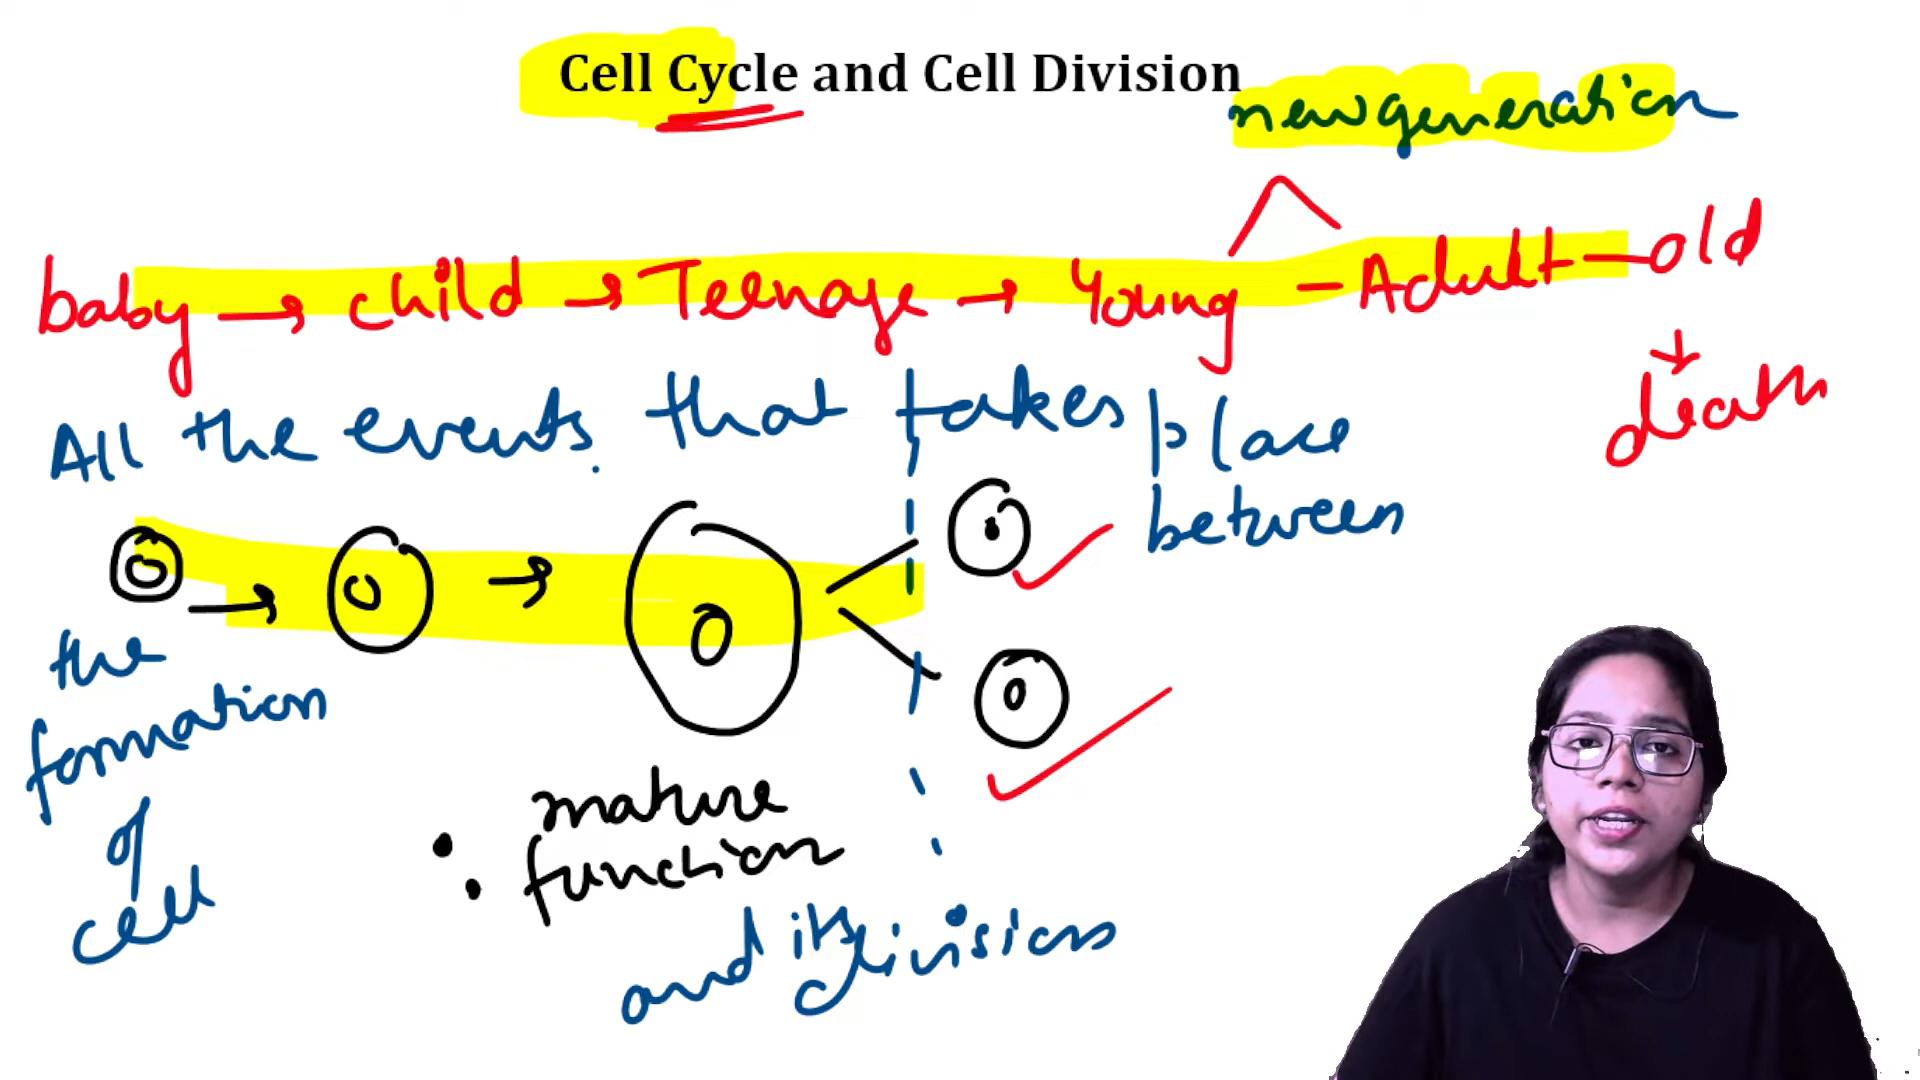 Cell Cycle and Cell Division
new generation
baby → child → Teenage → Young - Adult - old
↓
death
All the events that takes place
between
the
formation
of
cell
mature
function
and its division